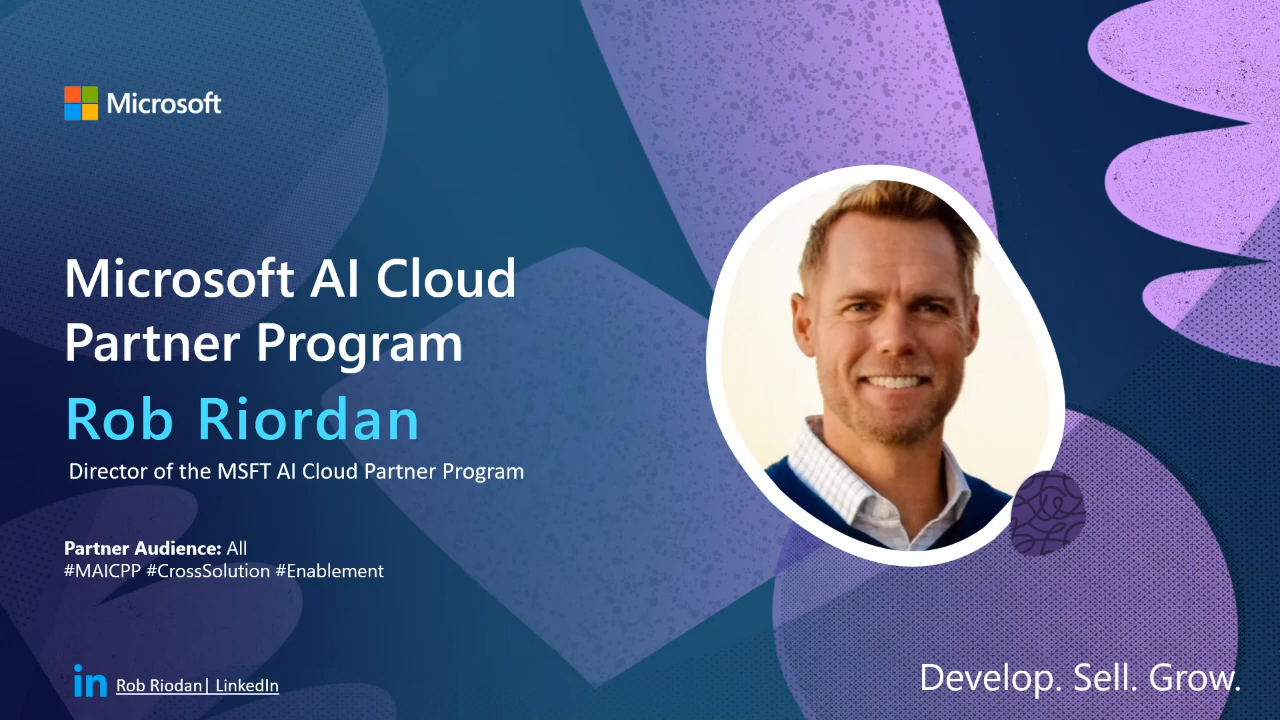 Microsoft
Microsoft AI Cloud
Partner Program
Rob Riordan
Director of the MSFT AI Cloud Partner Program
Partner Audience: All
#MAICPP #CrossSolution #Enablement
in Rob Riodan| LinkedIn
Develop. Sell. Grow.